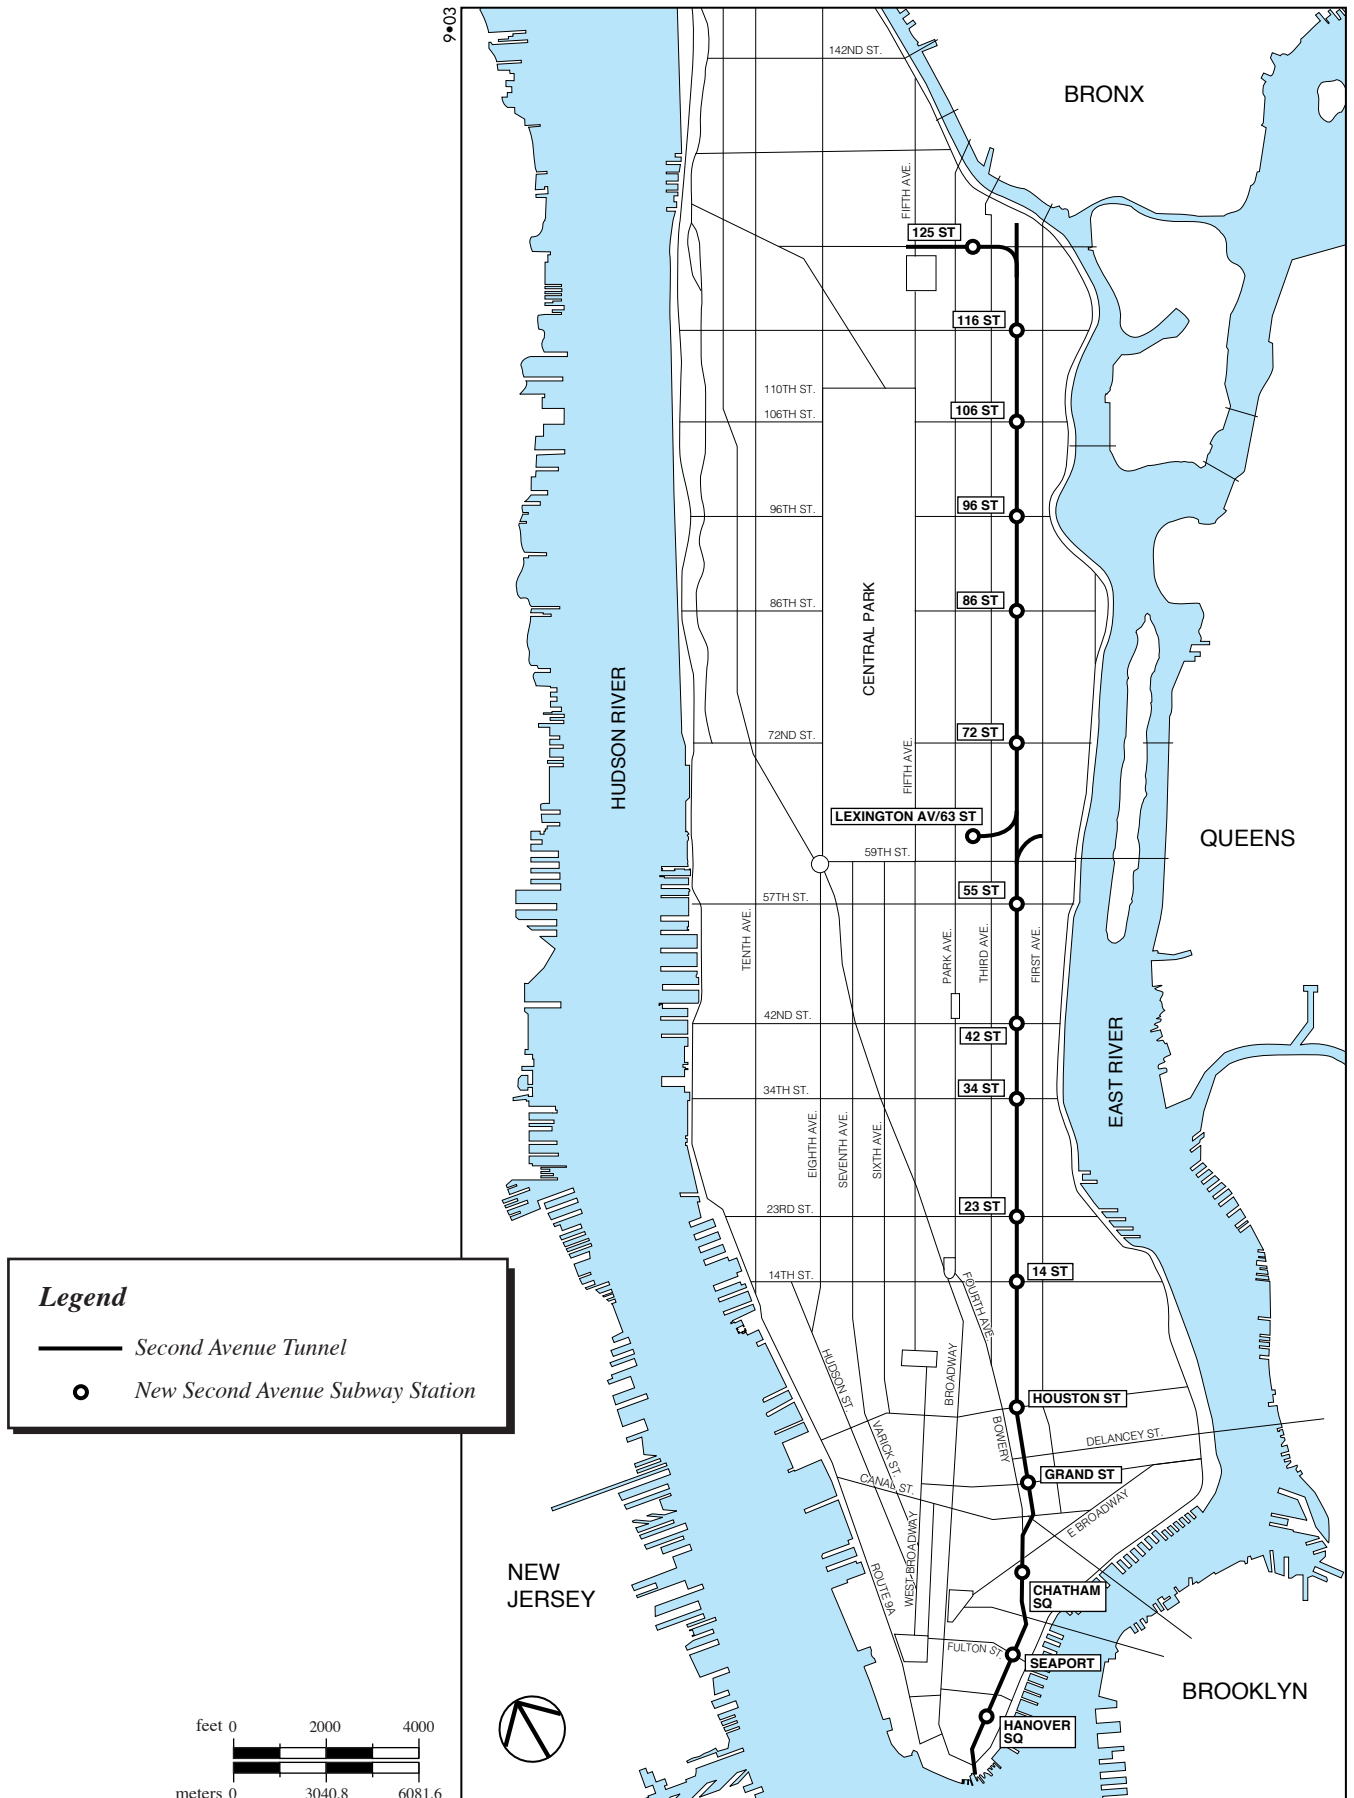 9•03
142ND ST.
BRONX
FIFTH AVE.
125 ST
116 ST
110TH ST.
106TH ST.
106 ST
96TH ST.
96 ST
86TH ST.
86 ST
CENTRAL PARK
HUDSON RIVER
72ND ST.
72 ST
FIFTH AVE.
LEXINGTON AV/63 ST
QUEENS
59TH ST.
57TH ST.
55 ST
TENTH AVE.
PARK AVE.
THIRD AVE.
FIRST AVE.
42ND ST.
42 ST
EAST RIVER
34TH ST.
34 ST
EIGHTH AVE.
SEVENTH AVE.
SIXTH AVE.
23RD ST.
23 ST
14TH ST.
14 ST
FOURTH AVE.
Legend
Second Avenue Tunnel
New Second Avenue Subway Station
HUDSON ST.
BROADWAY
HOUSTON ST
VARICK ST.
BOWERY
DELANCEY ST.
CANAL ST.
GRAND ST
E BROADWAY
WEST BROADWAY
ROUTE 9A
NEW
JERSEY
CHATHAM
SQ
FULTON ST.
SEAPORT
BROOKLYN
HANOVER
SQ
feet 0 2000 4000
meters 0 3040.8 6081.6